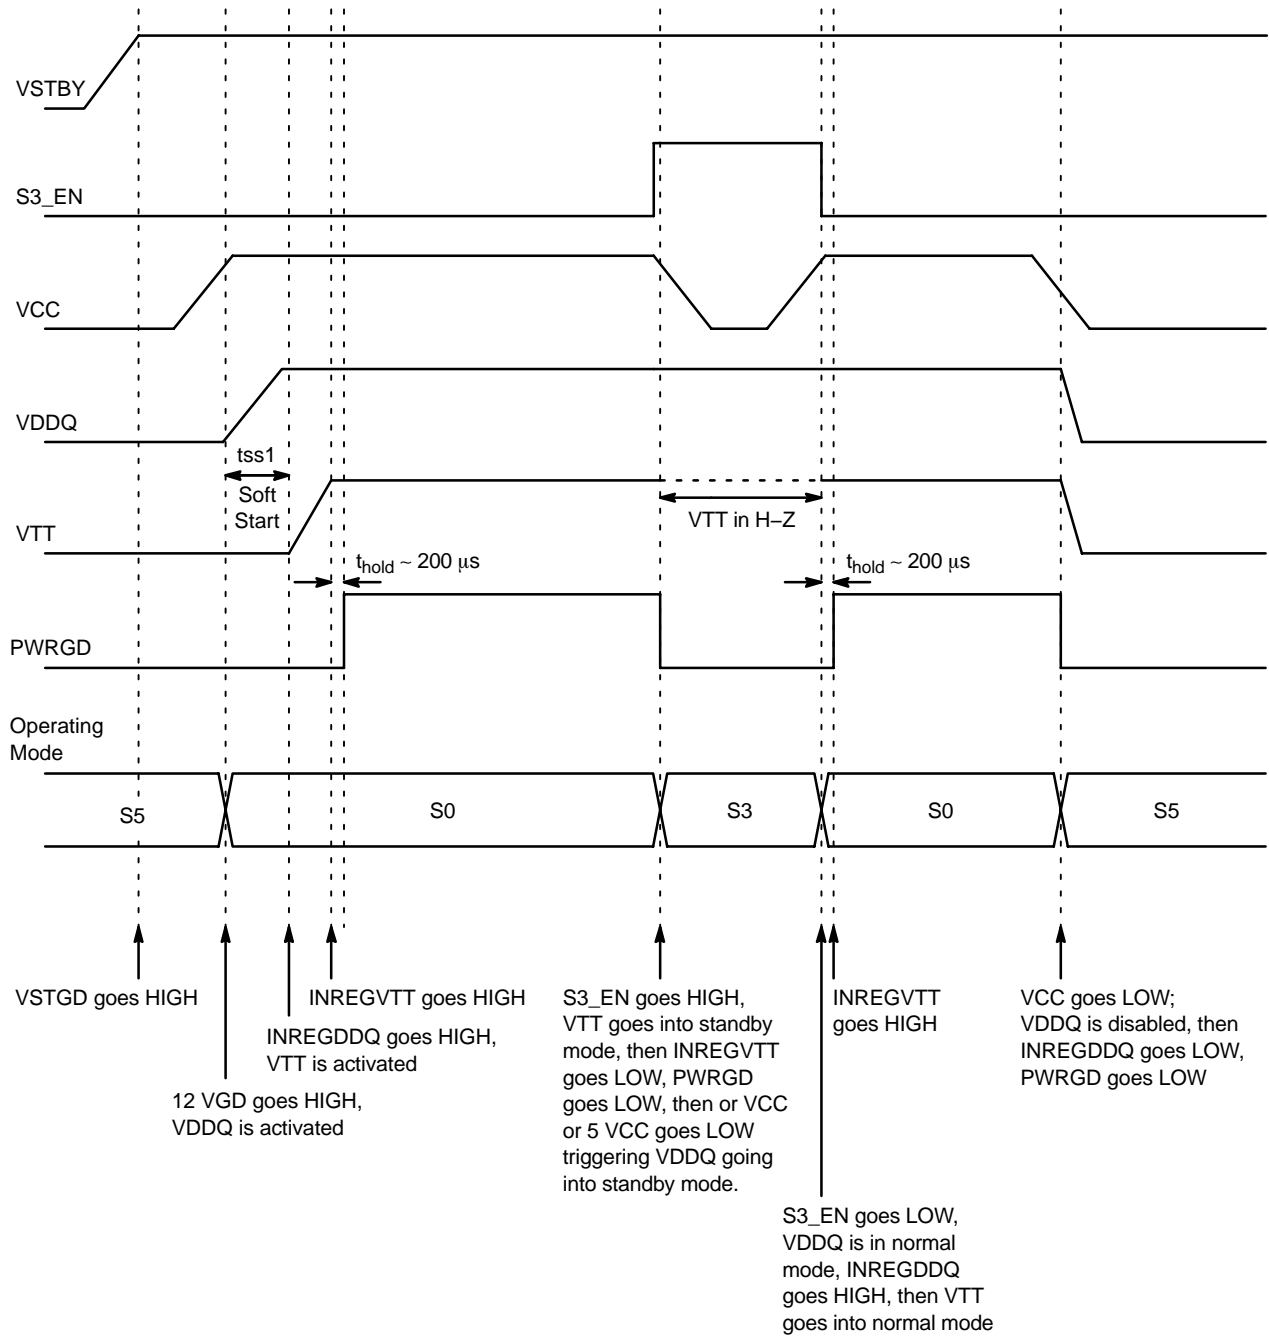 VSTBY
S3_EN
VCC
VDDQ
tss1
Soft
Start
VTT in H–Z
VTT
thold ~ 200 μs
thold ~ 200 μs
PWRGD
Operating
Mode
S5
S0
S3
S0
S5
VSTGD goes HIGH
12 VGD goes HIGH,
VDDQ is activated
INREGDDQ goes HIGH,
VTT is activated
INREGVTT goes HIGH
S3_EN goes HIGH,
VTT goes into standby
mode, then INREGVTT
goes LOW, PWRGD
goes LOW, then or VCC
or 5 VCC goes LOW
triggering VDDQ going
into standby mode.
S3_EN goes LOW,
VDDQ is in normal
mode, INREGDDQ
goes HIGH, then VTT
goes into normal mode
INREGVTT
goes HIGH
VCC goes LOW;
VDDQ is disabled, then
INREGDDQ goes LOW,
PWRGD goes LOW